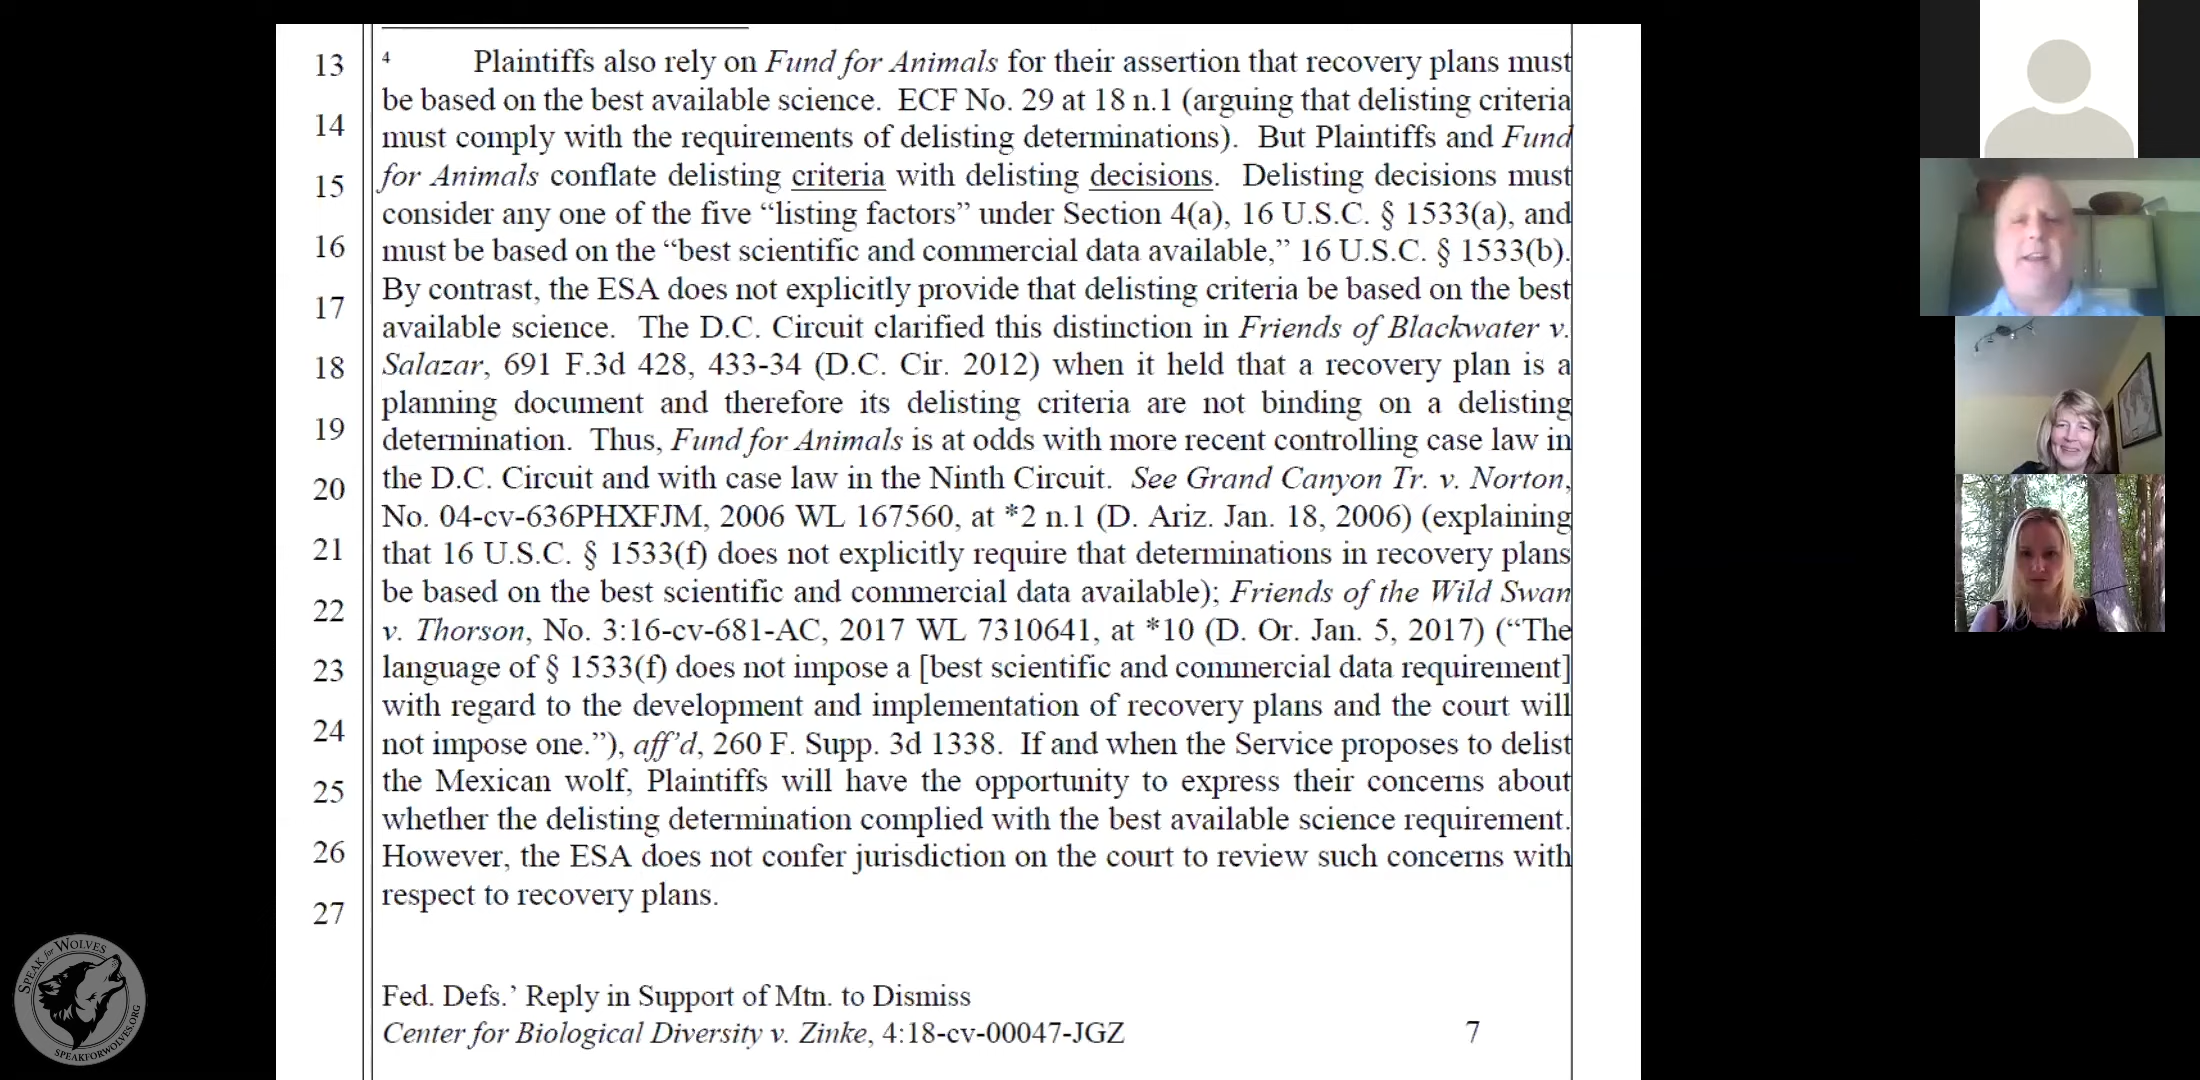 13
14
15
16
17
18
19
20
21
22
23
24
25
26
27
4 Plaintiffs also rely on Fund for Animals for their assertion that recovery plans must
be based on the best available science. ECF No. 29 at 18 n.1 (arguing that delisting criteria
must comply with the requirements of delisting determinations). But Plaintiffs and Fund
for Animals conflate delisting criteria with delisting decisions. Delisting decisions must
consider any one of the five “listing factors” under Section 4(a), 16 U.S.C. § 1533(a), and
must be based on the “best scientific and commercial data available,” 16 U.S.C. § 1533(b).
By contrast, the ESA does not explicitly provide that delisting criteria be based on the best
available science. The D.C. Circuit clarified this distinction in Friends of Blackwater v.
Salazar, 691 F.3d 428, 433-34 (D.C. Cir. 2012) when it held that a recovery plan is a
planning document and therefore its delisting criteria are not binding on a delisting
determination. Thus, Fund for Animals is at odds with more recent controlling case law in
the D.C. Circuit and with case law in the Ninth Circuit. See Grand Canyon Tr. v. Norton,
No. 04-cv-636PHXFJM, 2006 WL 167560, at *2 n.1 (D. Ariz. Jan. 18, 2006) (explaining
that 16 U.S.C. § 1533(f) does not explicitly require that determinations in recovery plans
be based on the best scientific and commercial data available); Friends of the Wild Swan
v. Thorson, No. 3:16-cv-681-AC, 2017 WL 7310641, at *10 (D. Or. Jan. 5, 2017) (“The
language of § 1533(f) does not impose a [best scientific and commercial data requirement]
with regard to the development and implementation of recovery plans and the court will
not impose one.”), aff’d, 260 F. Supp. 3d 1338. If and when the Service proposes to delist
the Mexican wolf, Plaintiffs will have the opportunity to express their concerns about
whether the delisting determination complied with the best available science requirement.
However, the ESA does not confer jurisdiction on the court to review such concerns with
respect to recovery plans.
Fed. Defs.’ Reply in Support of Mtn. to Dismiss
Center for Biological Diversity v. Zinke, 4:18-cv-00047-JGZ 7
SPEAK for WOLVES
SPEAKFORWOLVES.ORG